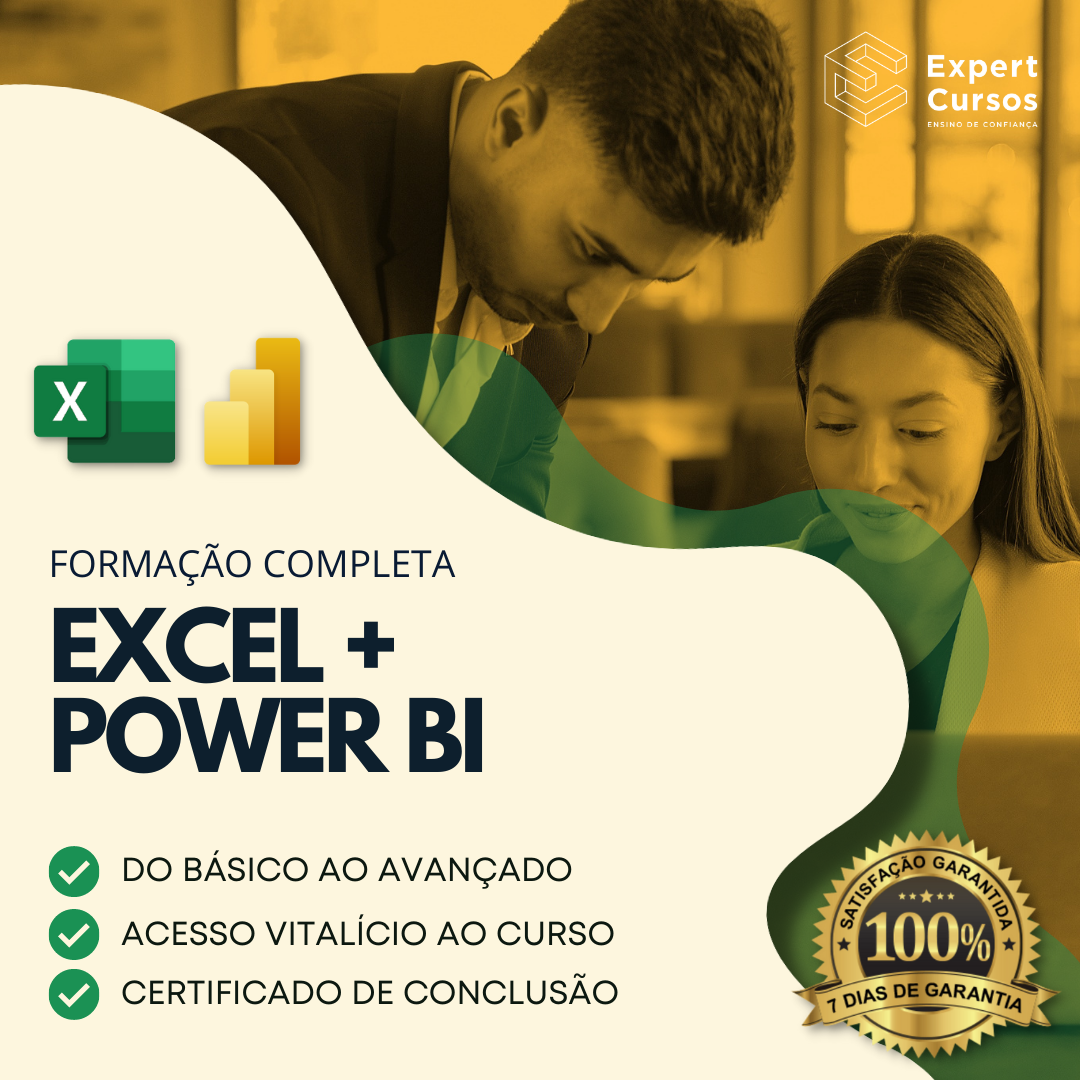 Expert
Cursos
ENSINO DE CONFIANÇA
X
FORMAÇÃO COMPLETA
EXCEL +
POWER BI
DO BÁSICO AO AVANÇADO
ACESSO VITALÍCIO AO CURSO
CERTIFICADO DE CONCLUSÃO
SATISFAÇÃO GARANTIDA
100%
7 DIAS DE GARANTIA